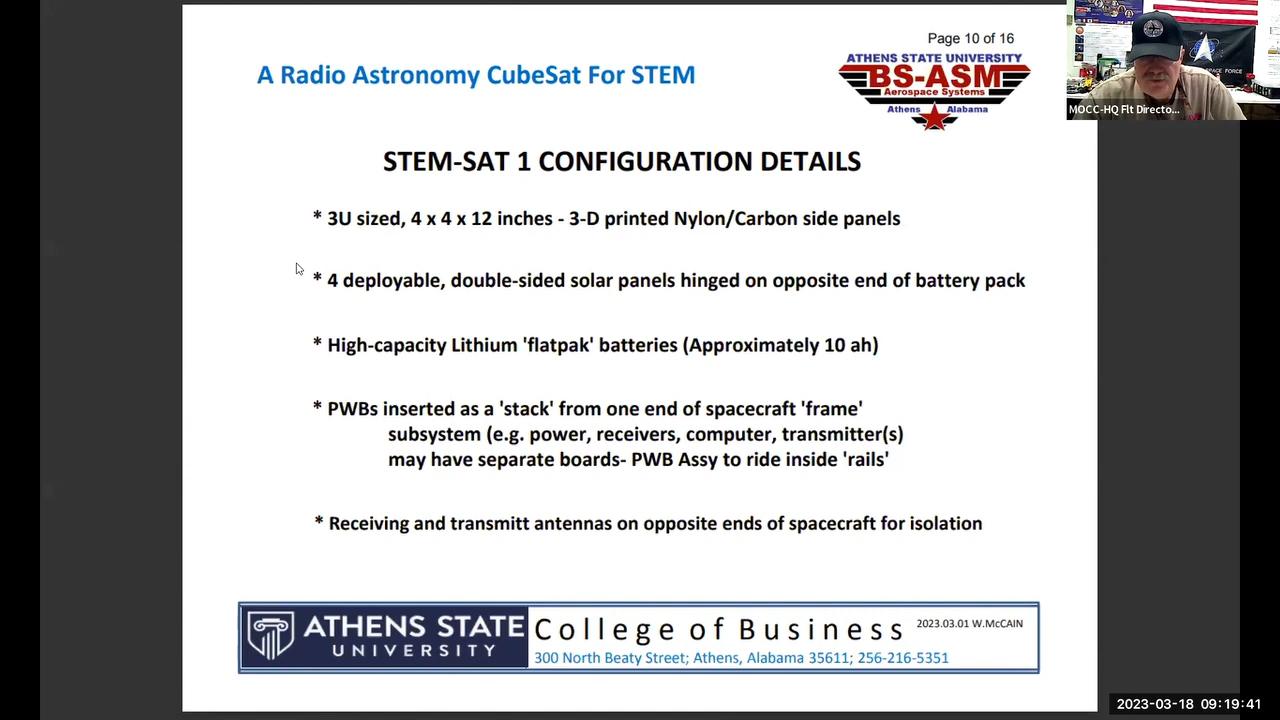 Page 10 of 16
A Radio Astronomy CubeSat For STEM
ATHENS STATE UNIVERSITY
BS-ASM
Aerospace Systems
Athens Alabama
SPACE FORCE
MOCC-HQ Flt Directo...
STEM-SAT 1 CONFIGURATION DETAILS
* 3U sized, 4 x 4 x 12 inches - 3-D printed Nylon/Carbon side panels
* 4 deployable, double-sided solar panels hinged on opposite end of battery pack
* High-capacity Lithium 'flatpak' batteries (Approximately 10 ah)
* PWBs inserted as a 'stack' from one end of spacecraft 'frame'
subsystem (e.g. power, receivers, computer, transmitter(s)
may have separate boards- PWB Assy to ride inside 'rails'
* Receiving and transmitt antennas on opposite ends of spacecraft for isolation
ATHENS STATE
UNIVERSITY
College of Business
2023.03.01 W.McCAIN
300 North Beaty Street; Athens, Alabama 35611; 256-216-5351
2023-03-18 09:19:41